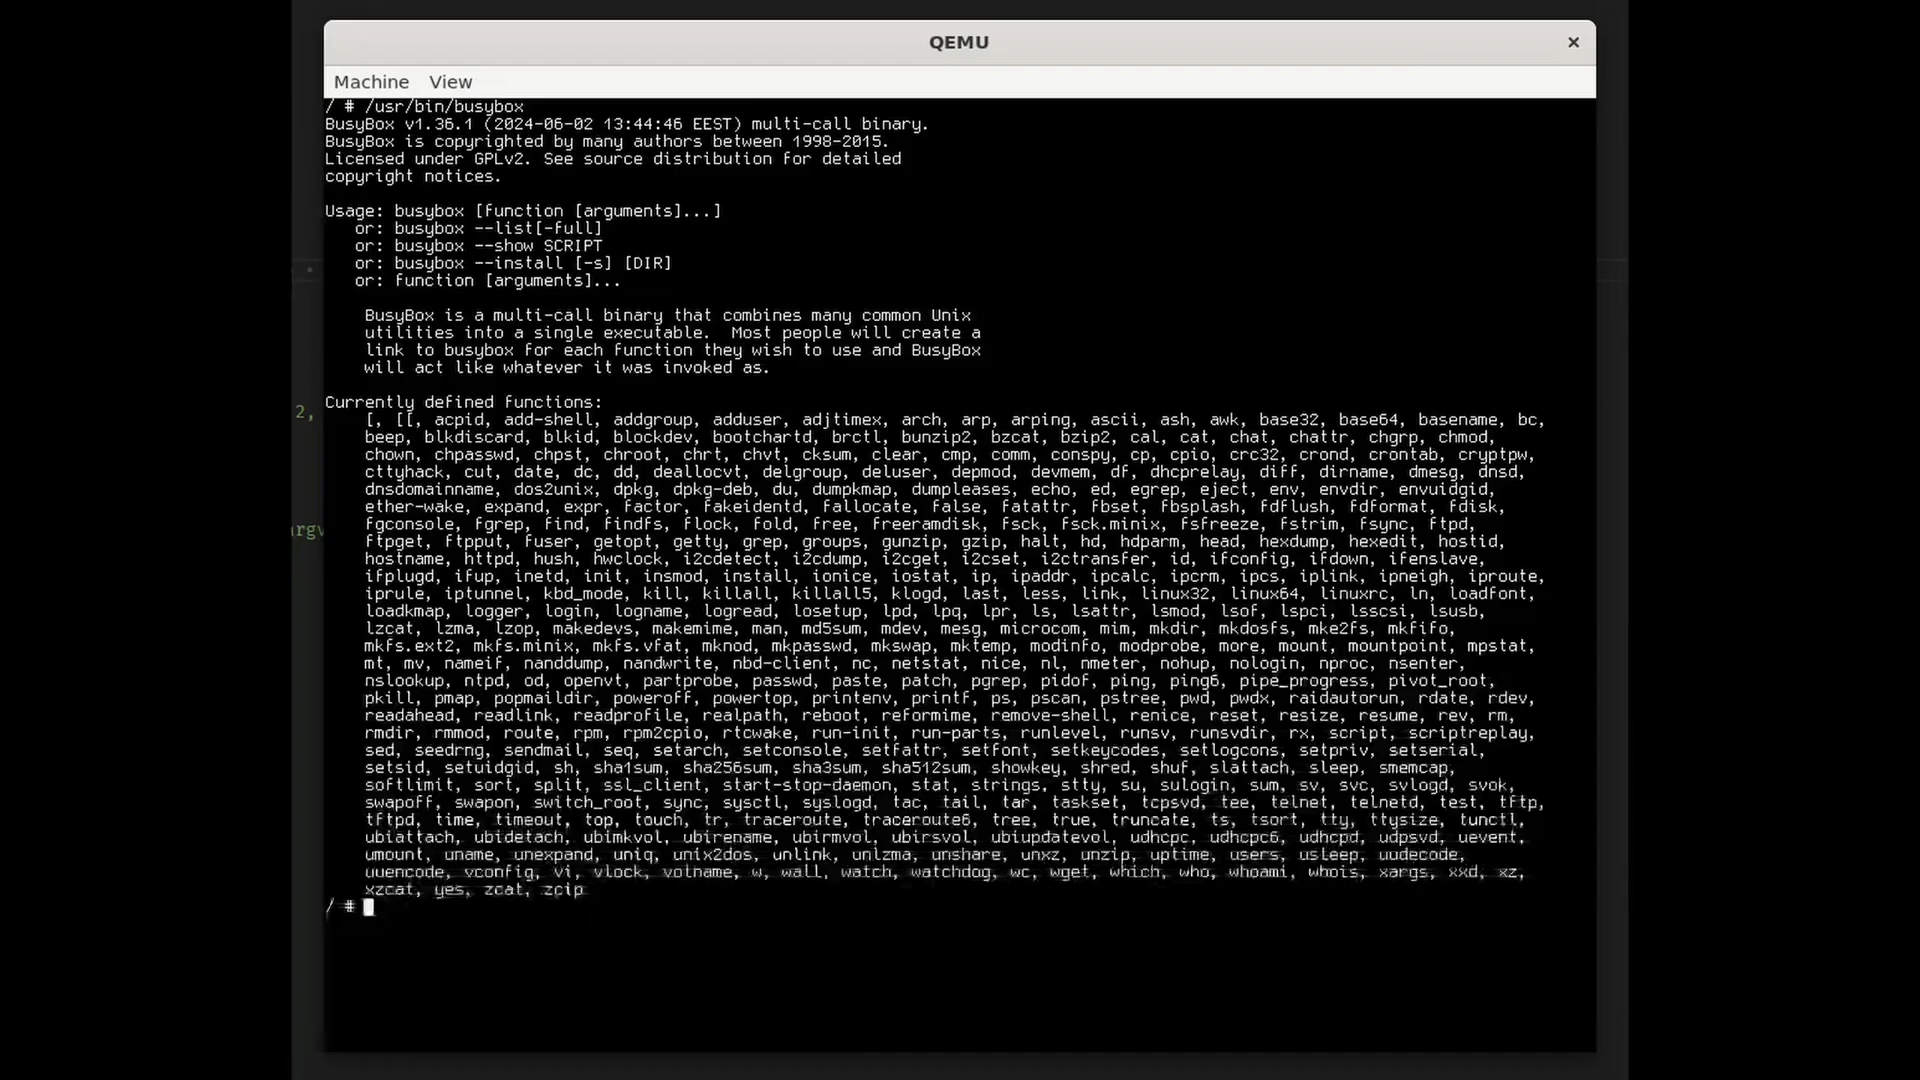 QEMU
Machine View
/ # /usr/bin/busybox
BusyBox v1.36.1 (2024-06-02 13:44:46 EEST) multi-call binary.
BusyBox is copyrighted by many authors between 1998-2015.
Licensed under GPLv2. See source distribution for detailed
copyright notices.
Usage: busybox [function [arguments]...]
or: busybox --list[-full]
or: busybox --show SCRIPT
or: busybox --install [-s] [DIR]
or: function [arguments]...
BusyBox is a multi-call binary that combines many common Unix
utilities into a single executable.  Most people will create a
link to busybox for each function they wish to use and BusyBox
will act like whatever it was invoked as.
Currently defined functions:
[, [[, acpid, add-shell, addgroup, adduser, adjtimex, arch, arp, arping, ascii, ash, awk, base32, base64, basename, bc,
beep, blkdiscard, blkid, blockdev, bootchartd, brctl, bunzip2, bzcat, bzip2, cal, cat, chat, chattr, chgrp, chmod,
chown, chpasswd, chpst, chroot, chrt, chvt, cksum, clear, cmp, comm, conspy, cp, cpio, crc32, crond, crontab, cryptpw,
cttyhack, cut, date, dc, dd, deallocvt, delgroup, deluser, depmod, devmem, df, dhcprelay, diff, dirname, dmesg, dnsd,
dnsdomainname, dos2unix, dpkg, dpkg-deb, du, dumpkmap, dumpleases, echo, ed, egrep, eject, env, envdir, envuidgid,
ether-wake, expand, expr, factor, fakeidentd, fallocate, false, fatattr, fbset, fbsplash, fdflush, fdformat, fdisk,
fgconsole, fgrep, find, findfs, flock, fold, free, freeramdisk, fsck, fsck.minix, fsfreeze, fstrim, fsync, ftpd,
ftpget, ftpput, fuser, getopt, getty, grep, groups, gunzip, gzip, halt, hd, hdparm, head, hexdump, hexedit, hostid,
hostname, httpd, hush, hwclock, i2cdetect, i2cdump, i2cget, i2cset, i2ctransfer, id, ifconfig, ifdown, ifenslave,
ifplugd, ifup, inetd, init, insmod, install, ionice, iostat, ip, ipaddr, ipcalc, ipcrm, ipcs, iplink, ipneigh, iproute,
iprule, iptunnel, kbd_mode, kill, killall, killall5, klogd, last, less, link, linux32, linux64, linuxrc, ln, loadfont,
loadkmap, logger, login, logname, logread, losetup, lpd, lpq, lpr, ls, lsattr, lsmod, lsof, lspci, lsscsi, lsusb,
lzcat, lzma, lzop, makedevs, makemime, man, md5sum, mdev, mesg, microcom, mim, mkdir, mkdosfs, mke2fs, mkfifo,
mkfs.ext2, mkfs.minix, mkfs.vfat, mknod, mkpasswd, mkswap, mktemp, modinfo, modprobe, more, mount, mountpoint, mpstat,
mt, mv, nameif, nanddump, nandwrite, nbd-client, nc, netstat, nice, nl, nmeter, nohup, nologin, nproc, nsenter,
nslookup, ntpd, od, openvt, partprobe, passwd, paste, patch, pgrep, pidof, ping, ping6, pipe_progress, pivot_root,
pkill, pmap, popmaildir, poweroff, powertop, printenv, printf, ps, pscan, pstree, pwd, pwdx, raidautorun, rdate, rdev,
readahead, readlink, readprofile, realpath, reboot, reformime, remove-shell, renice, reset, resize, resume, rev, rm,
rmdir, rmmod, route, rpm, rpm2cpio, rtcwake, run-init, run-parts, runlevel, runsv, runsvdir, rx, script, scriptreplay,
sed, seedrng, sendmail, seq, setarch, setconsole, setfattr, setfont, setkeycodes, setlogcons, setpriv, setserial,
setsid, setuidgid, sh, sha1sum, sha256sum, sha3sum, sha512sum, showkey, shred, shuf, slattach, sleep, smemcap,
softlimit, sort, split, ssl_client, start-stop-daemon, stat, strings, stty, su, sulogin, sum, sv, svc, svlogd, svok,
swapoff, swapon, switch_root, sync, sysctl, syslogd, tac, tail, tar, taskset, tcpsvd, tee, telnet, telnetd, test, tftp,
tftpd, time, timeout, top, touch, tr, traceroute, traceroute6, tree, true, truncate, ts, tsort, tty, ttysize, tunctl,
ubiattach, ubidetach, ubimkvol, ubirename, ubirmvol, ubirsvol, ubiupdatevol, udhcpc, udhcpc6, udhcpd, udpsvd, uevent,
umount, uname, unexpand, uniq, unix2dos, unlink, unlzma, unshare, unxz, unzip, uptime, users, usleep, uudecode,
uuencode, vconfig, vi, vlock, volname, w, wall, watch, watchdog, wc, wget, which, who, whoami, whois, xargs, xxd, xz,
xzcat, yes, zcat, zcip
/ #
2,
argv